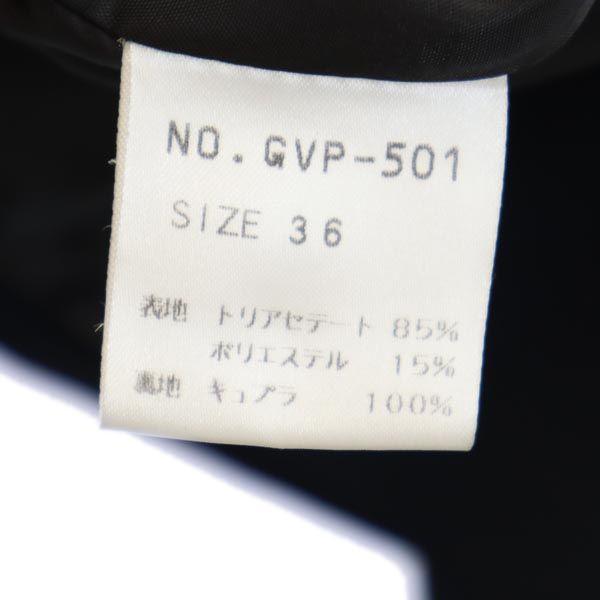 NO. GVP-501
SIZE 36
表地 トリアセテート 85%
ポリエステル 15%
裏地 キュプラ 100%